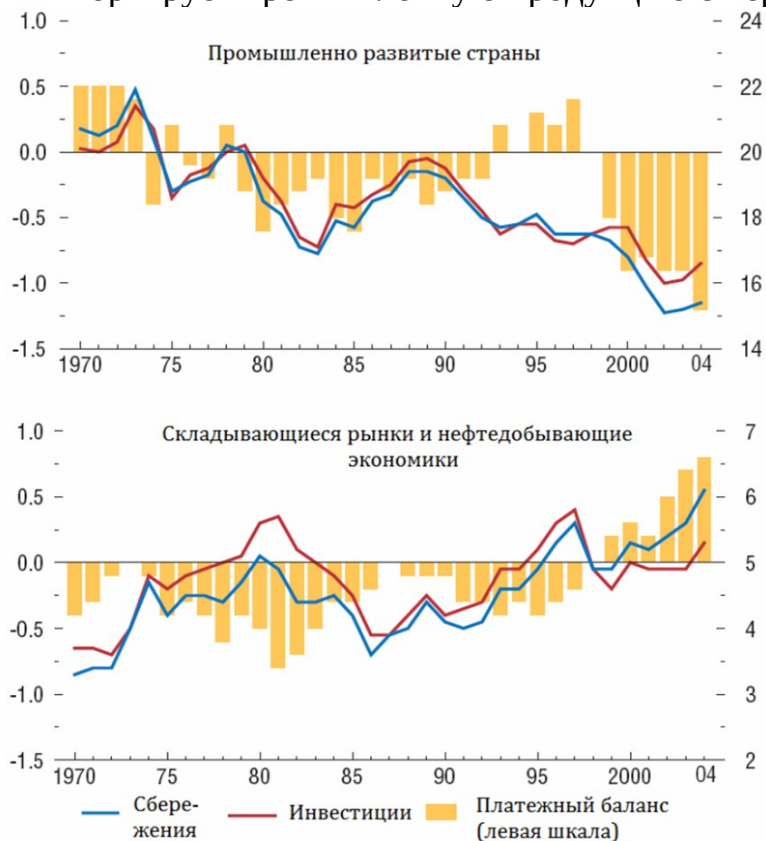 1.0 24
Промышленно развитые страны
0.5 22
0.0 20
-0.5 18
-1.0 16
-1.5 14
1970 75 80 85 90 95 2000 04
1.0 7
Складывающиеся рынки и нефтедобывающие
экономики
0.5 6
0.0 5
-0.5 4
-1.0 3
-1.5 2
1970 75 80 85 90 95 2000 04
Сбере-
жения
Инвестиции
Платежный баланс
(левая шкала)